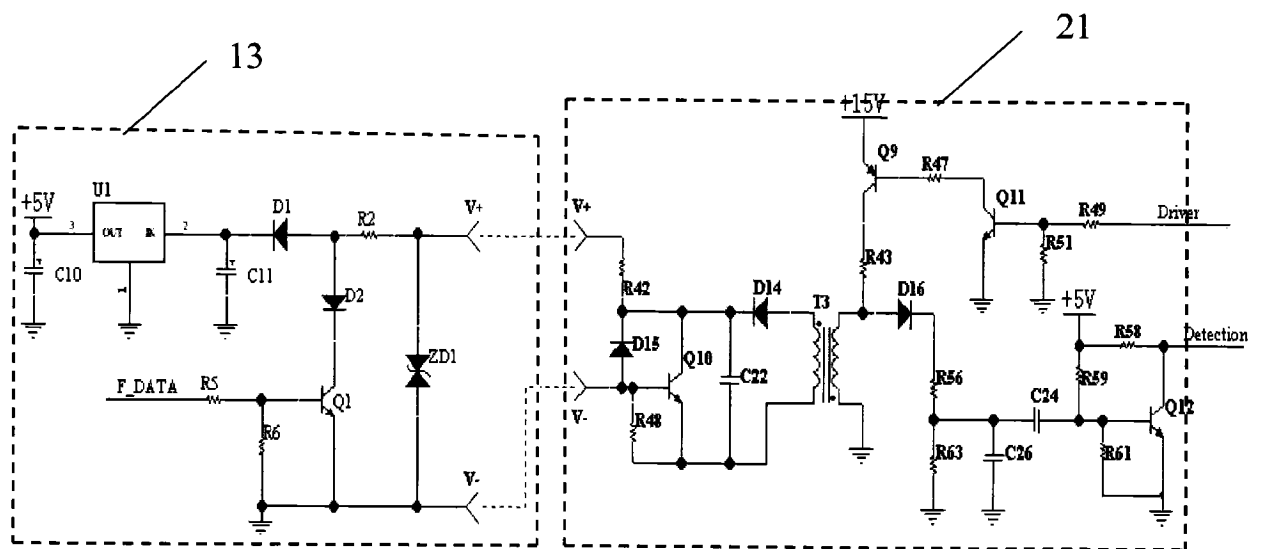 13
21
+15V
Q9
R47
Q11
U1
+5V
3
OUT
IN
2
D1
R2
V+
V+
R49
Driver
C10
1
C11
R51
R43
R42
D2
D14
T3
D16
+5V
R58
Detection
D15
ZD1
Q10
C22
R56
R59
F_DATA
R5
Q1
V-
C24
Q12
R6
R48
R63
C26
R61
V-